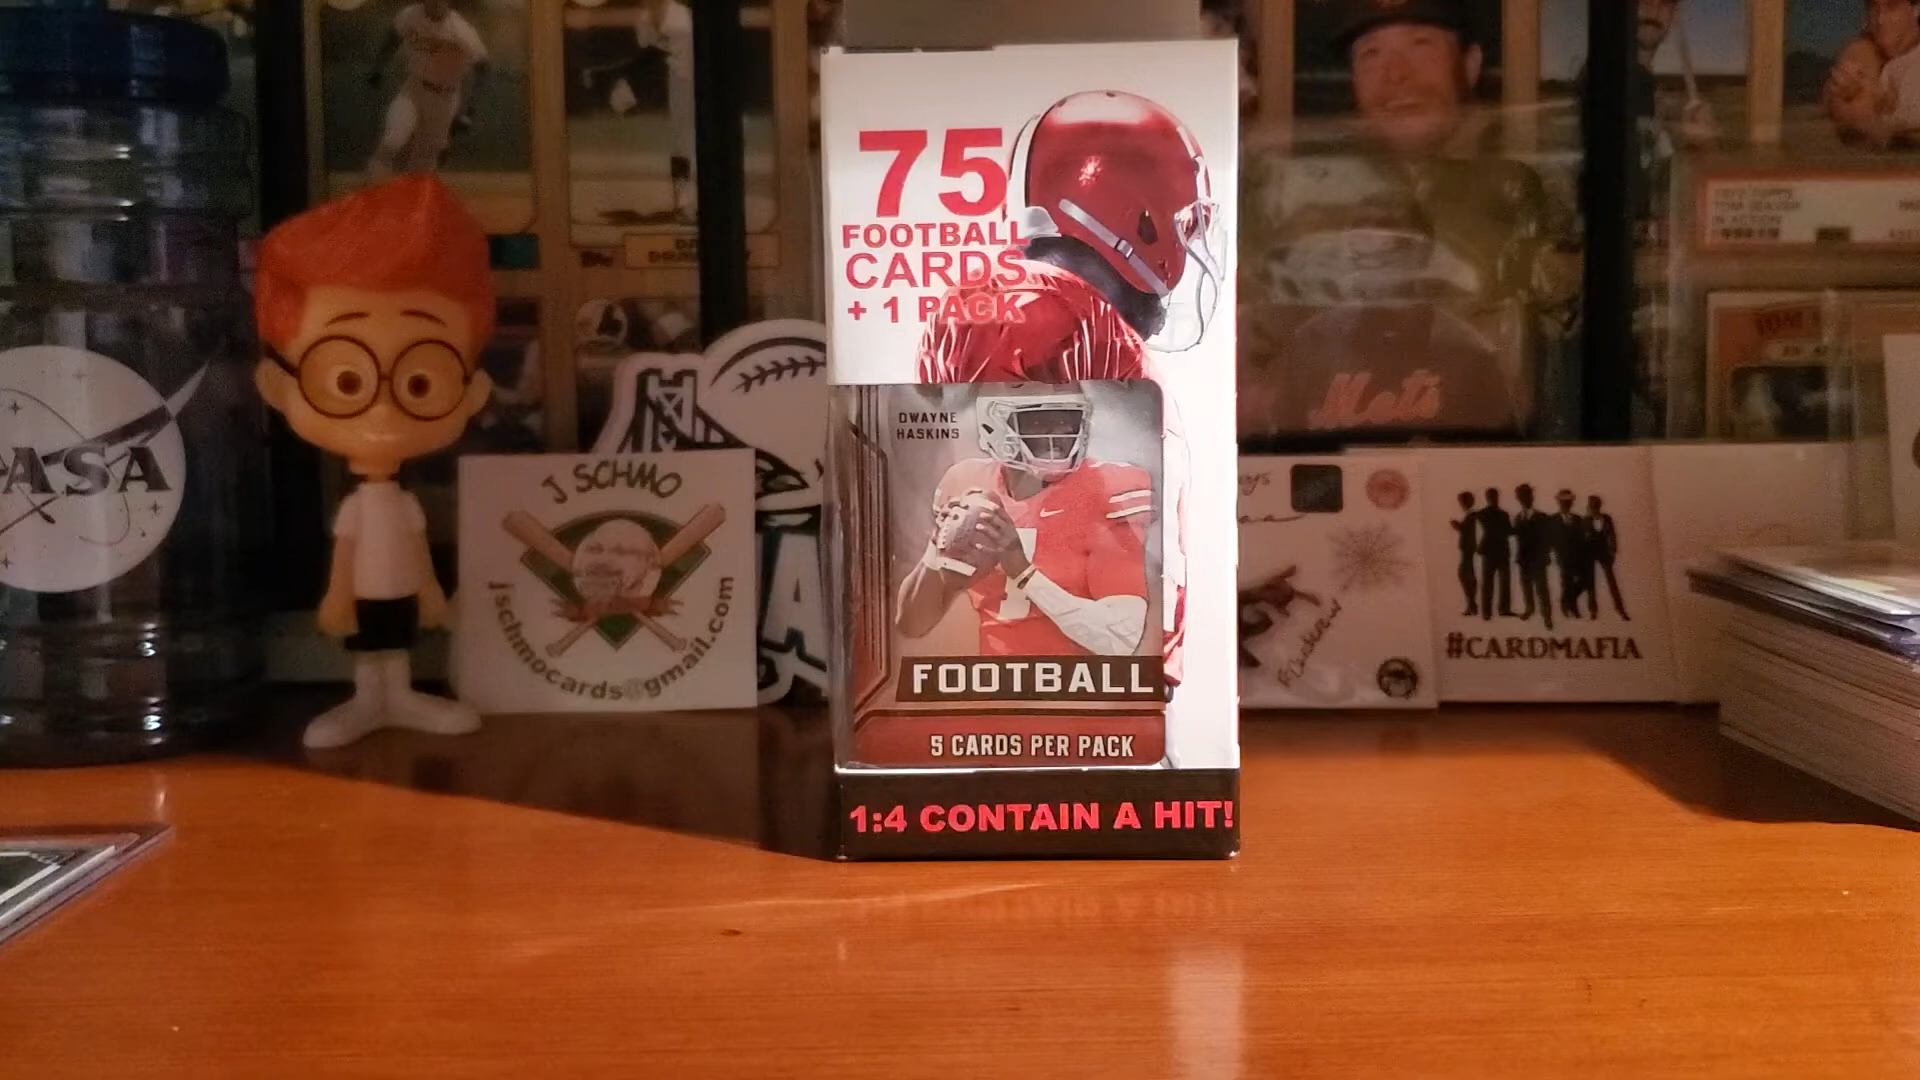 75
FOOTBALL
CARDS
+ 1 PACK
DWAYNE
HASKINS
FOOTBALL
5 CARDS PER PACK
1:4 CONTAIN A HIT!
J SCHMO
jschmocards@gmail.com
ASA
Mets
#CARDMAFIA